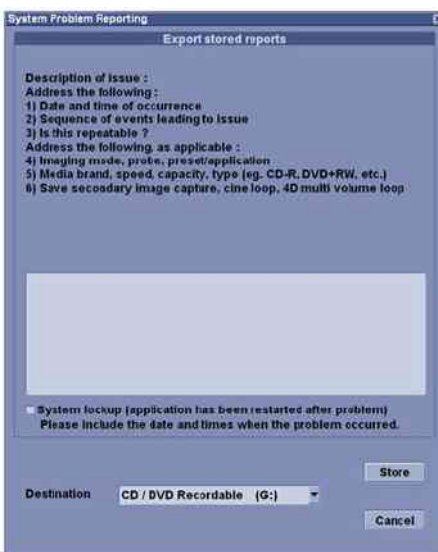 System Problem Reporting
Export stored reports
Description of issue :
Address the following :
1) Date and time of occurrence
2) Sequence of events leading to issue
3) Is this repeatable ?
Address the following, as applicable :
4) Imaging mode, probe, preset/application
5) Media brand, speed, capacity, type (eg. CD-R, DVD+RW, etc.)
6) Save secondary image capture, cine loop, 4D multi volume loop
System lockup (application has been restarted after problem)
Please include the date and times when the problem occurred.
Store
Destination CD / DVD Recordable (G:)
Cancel